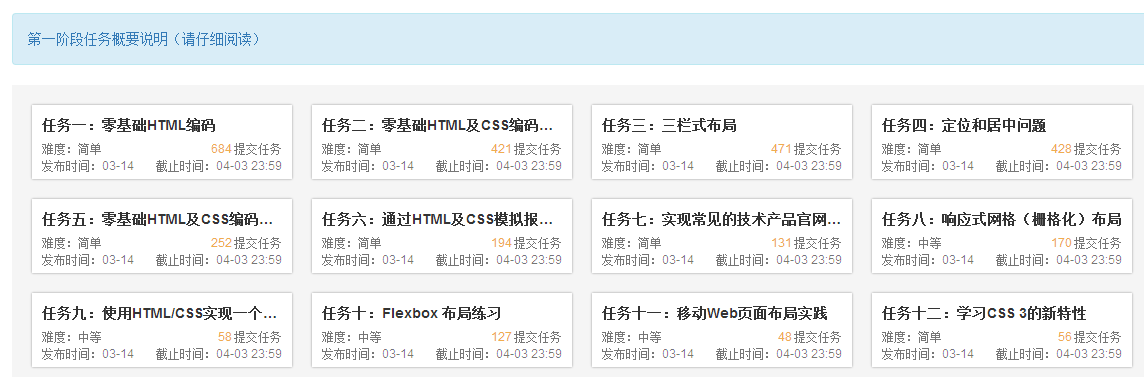 第一阶段任务概要说明（请仔细阅读）
任务一：零基础HTML编码
难度：简单 684提交任务
发布时间：03-14 截止时间：04-03 23:59
任务二：零基础HTML及CSS编码...
难度：简单 421提交任务
发布时间：03-14 截止时间：04-03 23:59
任务三：三栏式布局
难度：简单 471提交任务
发布时间：03-14 截止时间：04-03 23:59
任务四：定位和居中问题
难度：简单 428提交任务
发布时间：03-14 截止时间：04-03 23:59
任务五：零基础HTML及CSS编码...
难度：简单 252提交任务
发布时间：03-14 截止时间：04-03 23:59
任务六：通过HTML及CSS模拟报...
难度：简单 194提交任务
发布时间：03-14 截止时间：04-03 23:59
任务七：实现常见的技术产品官网...
难度：简单 131提交任务
发布时间：03-14 截止时间：04-03 23:59
任务八：响应式网格（栅格化）布局
难度：中等 170提交任务
发布时间：03-14 截止时间：04-03 23:59
任务九：使用HTML/CSS实现一个...
难度：中等 58提交任务
发布时间：03-14 截止时间：04-03 23:59
任务十：Flexbox 布局练习
难度：中等 127提交任务
发布时间：03-14 截止时间：04-03 23:59
任务十一：移动Web页面布局实践
难度：中等 48提交任务
发布时间：03-14 截止时间：04-03 23:59
任务十二：学习CSS 3的新特性
难度：简单 56提交任务
发布时间：03-14 截止时间：04-03 23:59